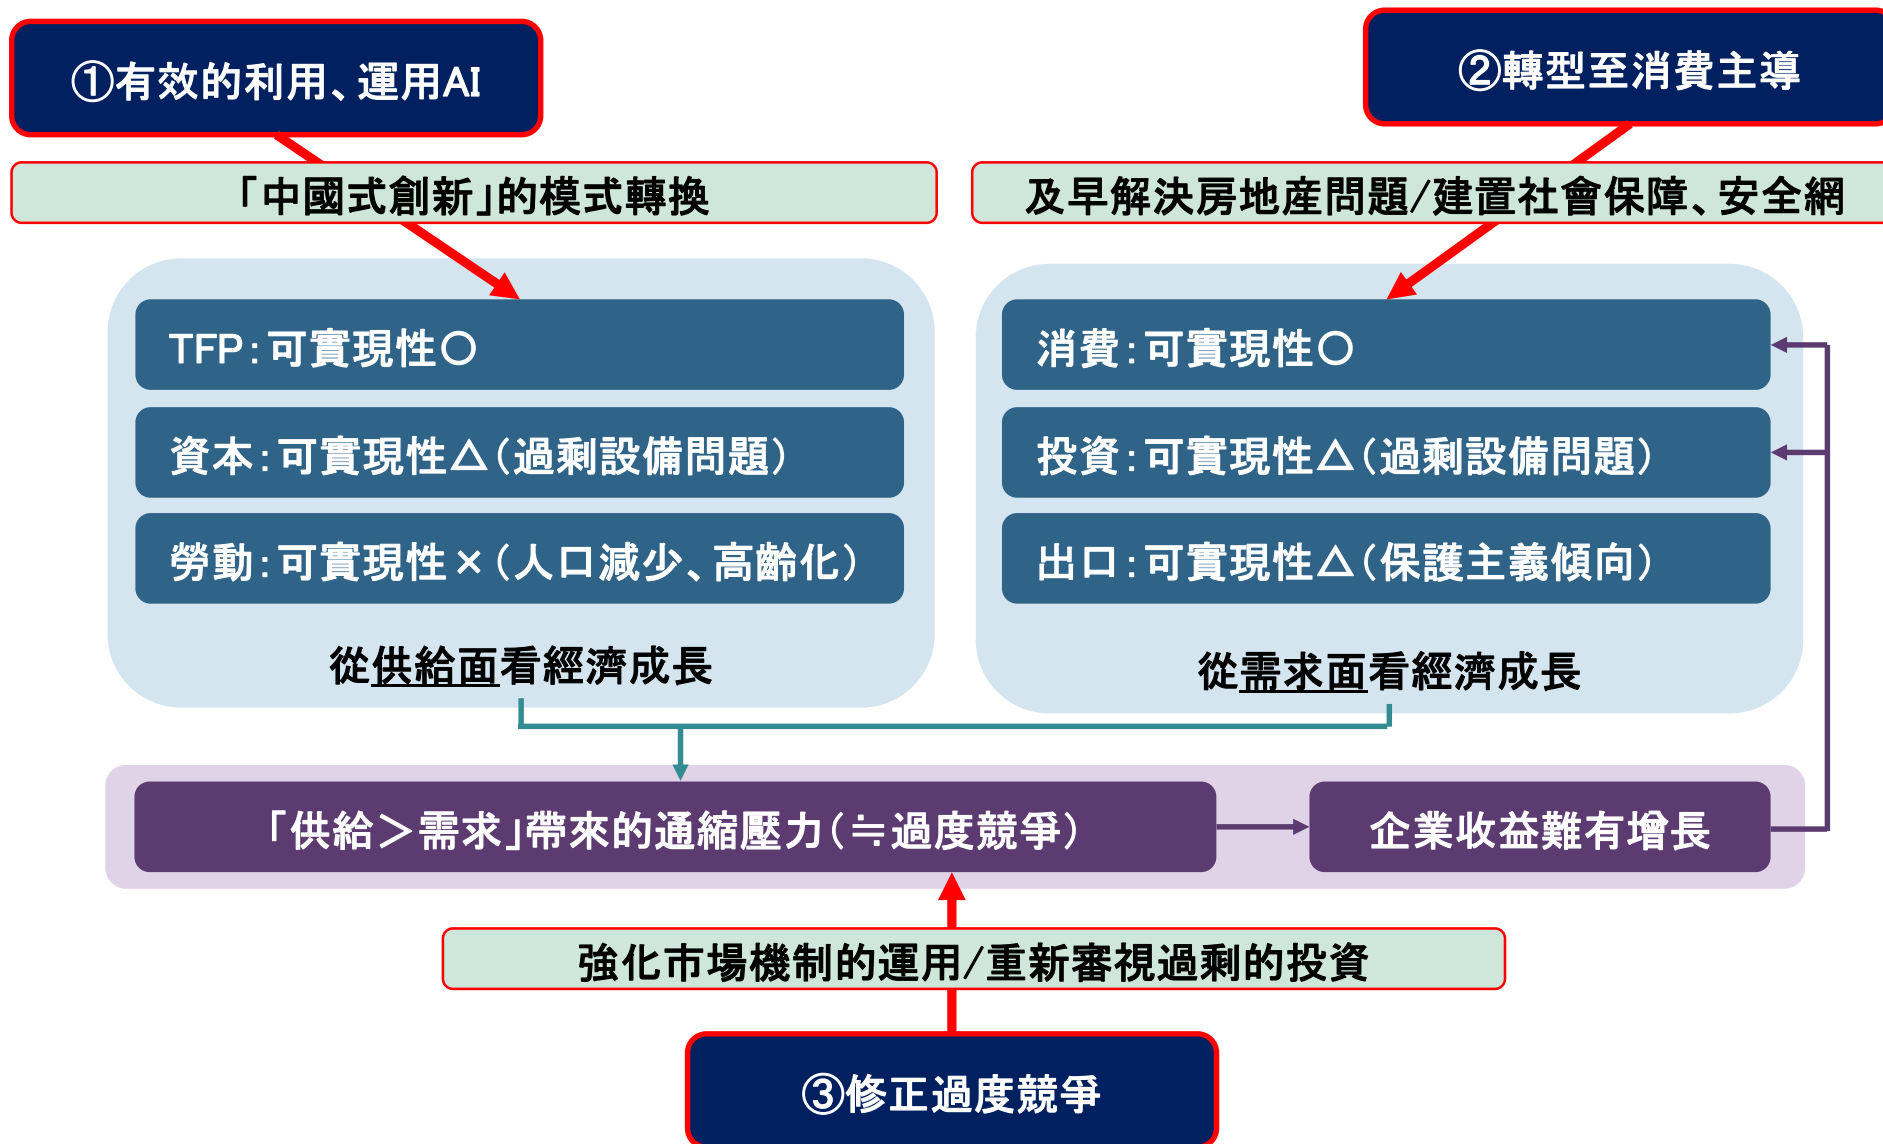 ①有效的利用、運用AI
②轉型至消費主導
「中國式創新」的模式轉換
及早解決房地産問題/建置社會保障、安全網
TFP:可實現性○
資本:可實現性△(過剩設備問題)
勞動:可實現性×(人口減少、高齡化)
從供給面看經濟成長
消費:可實現性○
投資:可實現性△(過剩設備問題)
出口:可實現性△(保護主義傾向)
從需求面看經濟成長
「供給>需求」帶來的通縮壓力(≒過度競爭)
企業收益難有增長
強化市場機制的運用/重新審視過剩的投資
③修正過度競爭